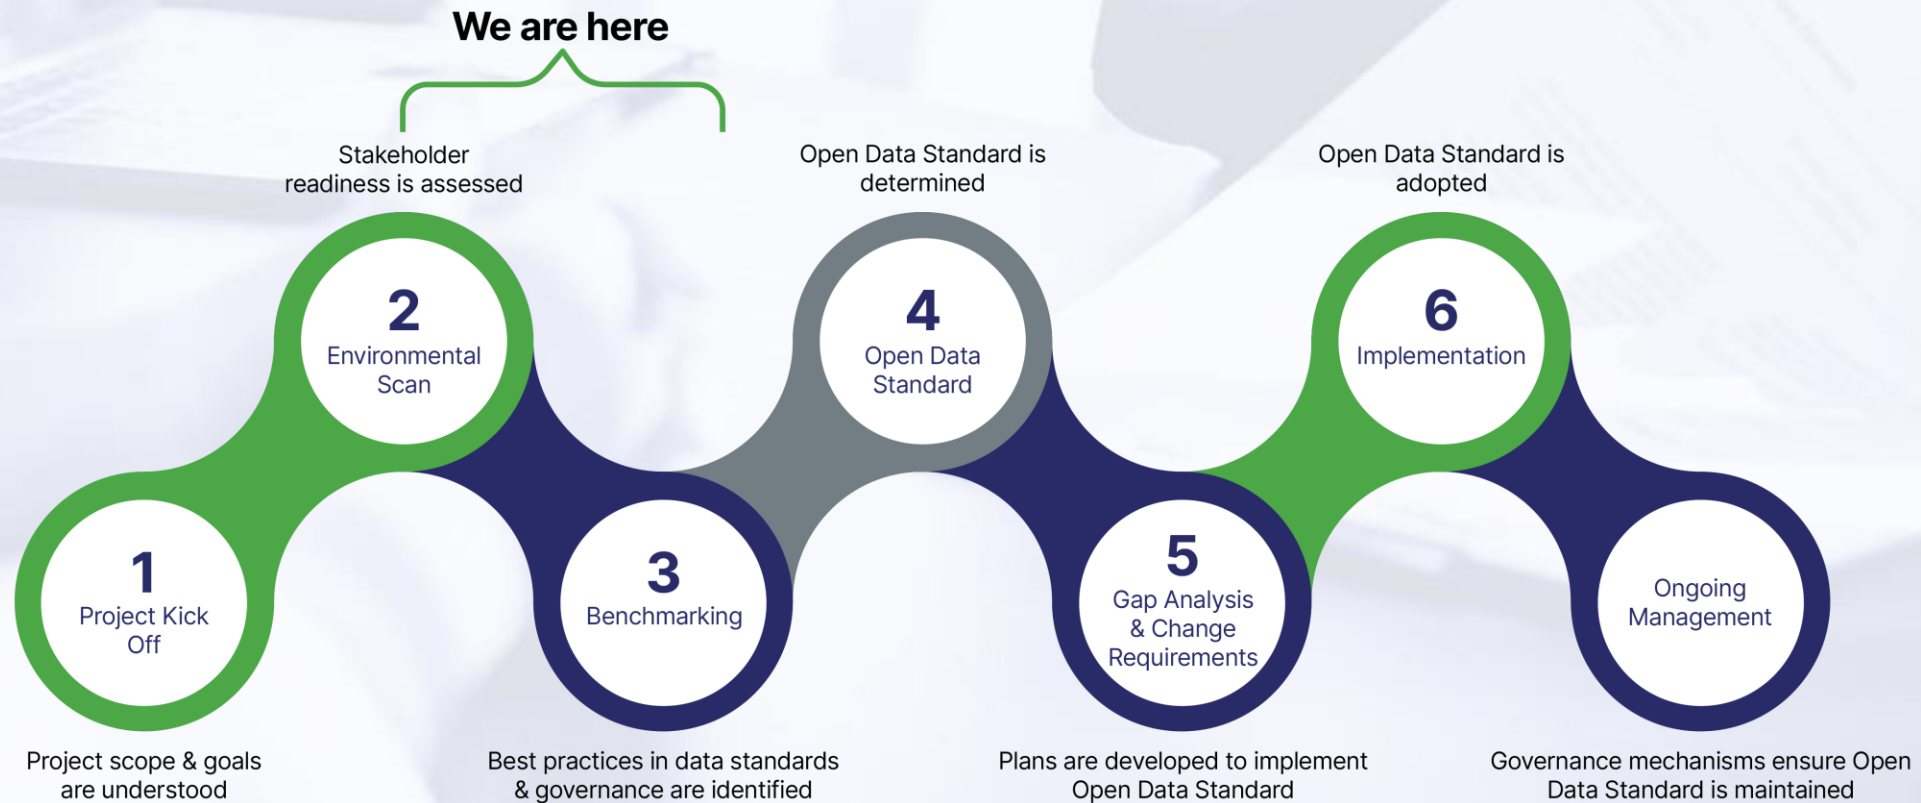 We are here
Stakeholder
readiness is assessed
Open Data Standard is
determined
Open Data Standard is
adopted
2
Environmental
Scan
4
Open Data
Standard
6
Implementation
1
Project Kick
Off
3
Benchmarking
5
Gap Analysis
& Change
Requirements
Ongoing
Management
Project scope & goals
are understood
Best practices in data standards
& governance are identified
Plans are developed to implement
Open Data Standard
Governance mechanisms ensure Open
Data Standard is maintained